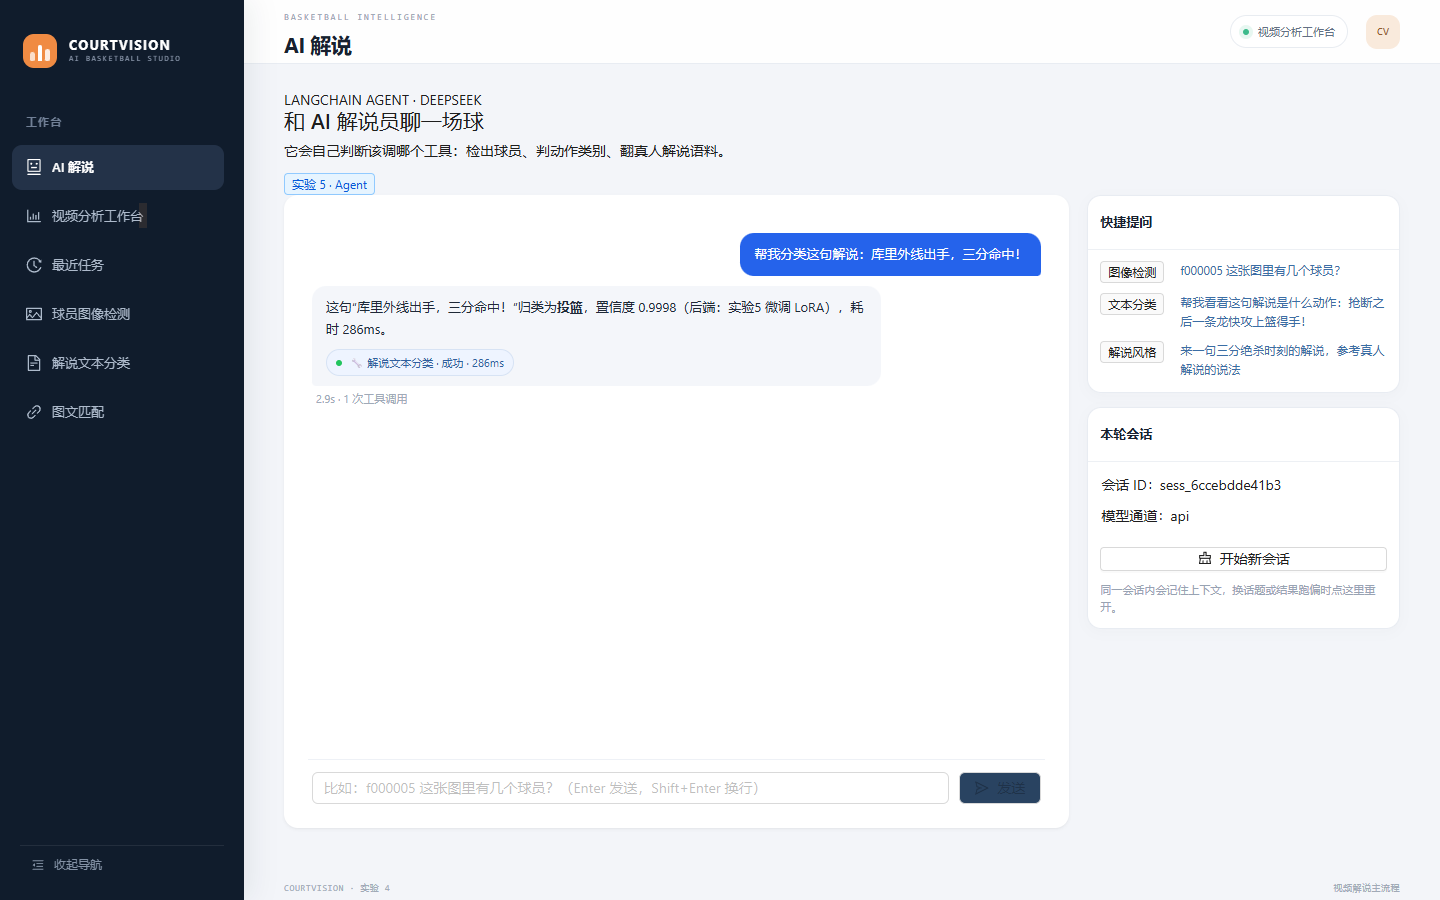 COURTVISION
AI BASKETBALL STUDIO
工作台
AI 解说
视频分析工作台
最近任务
球员图像检测
解说文本分类
图文匹配
收起导航
BASKETBALL INTELLIGENCE
AI 解说
视频分析工作台
CV
LANGCHAIN AGENT · DEEPSEEK
和 AI 解说员聊一场球
它会自己判断该调哪个工具：检出球员、判动作类别、翻真人解说语料。
实验 5 · Agent
帮我分类这句解说：库里外线出手，三分命中！
这句“库里外线出手，三分命中！”归类为投篮，置信度 0.9998（后端：实验5 微调 LoRA），耗
时 286ms。
解说文本分类 · 成功 · 286ms
2.9s · 1 次工具调用
比如：f000005 这张图里有几个球员？（Enter 发送，Shift+Enter 换行）
发送
快捷提问
图像检测
f000005 这张图里有几个球员？
文本分类
帮我看看这句解说是什么动作：抢断之
后一条龙快攻上篮得手！
解说风格
来一句三分绝杀时刻的解说，参考真人
解说的说法
本轮会话
会话 ID：sess_6ccebdde41b3
模型通道：api
开始新会话
同一会话内会记住上下文，换话题或结果跑偏时点这里重
开。
COURTVISION · 实验 4
视频解说主流程